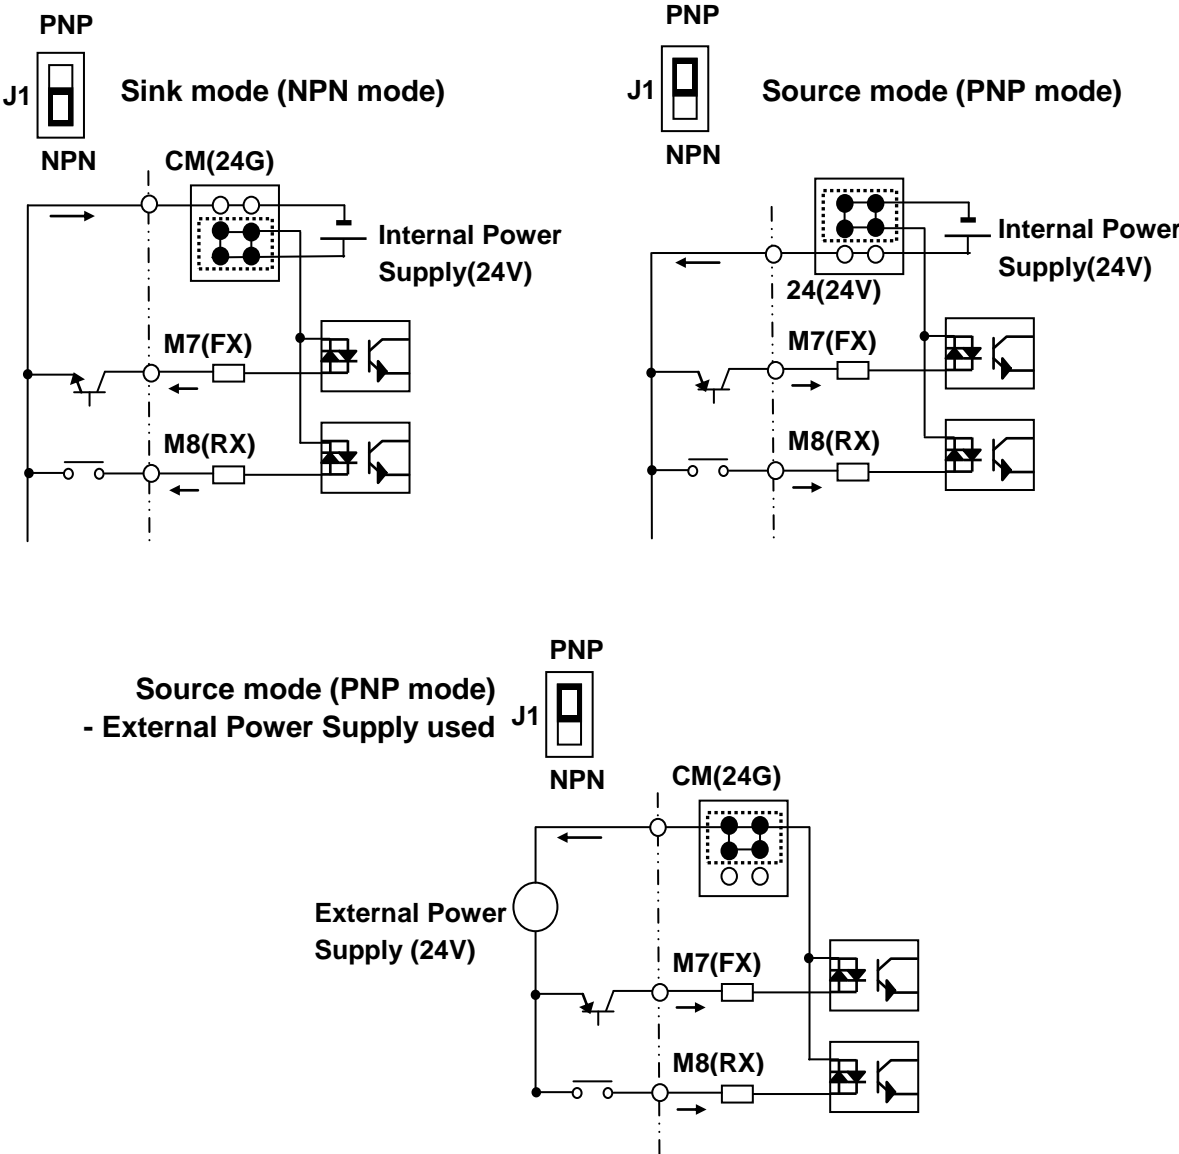 PNP
J1
Sink mode (NPN mode)
NPN
CM(24G)
Internal Power
Supply(24V)
M7(FX)
M8(RX)
PNP
J1
Source mode (PNP mode)
NPN
Internal Power
Supply(24V)
24(24V)
M7(FX)
M8(RX)
PNP
Source mode (PNP mode)
- External Power Supply used
J1
NPN
CM(24G)
External Power
Supply (24V)
M7(FX)
M8(RX)